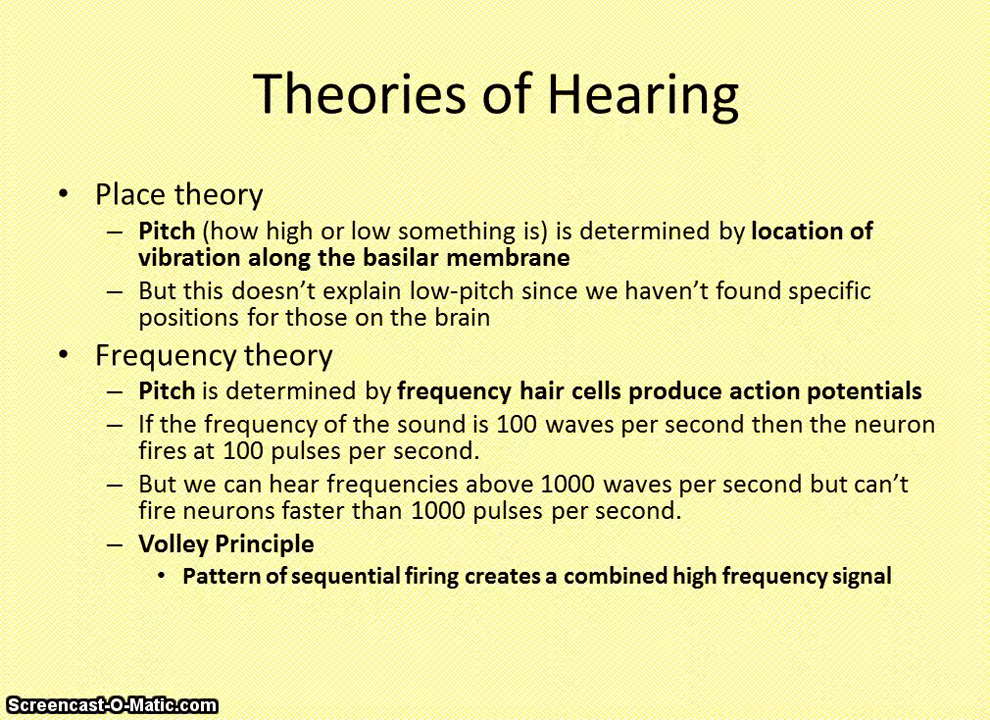 Theories of Hearing
• Place theory
– Pitch (how high or low something is) is determined by location of
vibration along the basilar membrane
– But this doesn’t explain low-pitch since we haven’t found specific
positions for those on the brain
• Frequency theory
– Pitch is determined by frequency hair cells produce action potentials
– If the frequency of the sound is 100 waves per second then the neuron
fires at 100 pulses per second.
– But we can hear frequencies above 1000 waves per second but can’t
fire neurons faster than 1000 pulses per second.
– Volley Principle
• Pattern of sequential firing creates a combined high frequency signal
Screencast-O-Matic.com